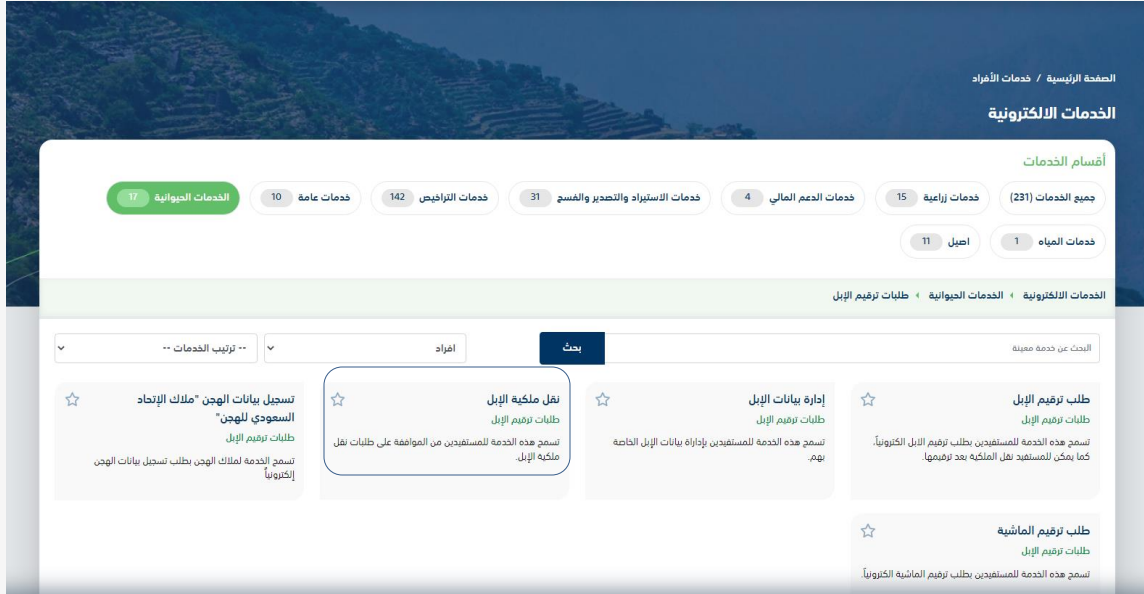 الصفحة الرئيسية / خدمات الأفراد
الخدمات الالكترونية
أقسام الخدمات
جميع الخدمات (231)
خدمات زراعية 15
خدمات الدعم المالي 4
خدمات الاستيراد والتصدير والفسح 31
خدمات التراخيص 142
خدمات عامة 10
الخدمات الحيوانية 17
خدمات المياه 1
اصيل 11
الخدمات الالكترونية
الخدمات الحيوانية
طلبات ترقيم الإبل
البحث عن خدمة معينة
بحث
افراد
-- ترتيب الخدمات --
طلب ترقيم الإبل
طلبات ترقيم الإبل
تسمح هذه الخدمة للمستفيدين بطلب ترقيم الابل الكترونياً،
كما يمكن للمستفيد نقل الملكية بعد ترقيمها.
إدارة بيانات الإبل
طلبات ترقيم الإبل
تسمح هذه الخدمة للمستفيدين بإداراة بيانات الإبل الخاصة
بهم.
نقل ملكية الإبل
طلبات ترقيم الإبل
تسمح هذه الخدمة للمستفيدين من الموافقة على طلبات نقل
ملكية الإبل.
تسجيل بيانات الهجن "ملاك الإتحاد
السعودي للهجن"
طلبات ترقيم الإبل
تسمح الخدمة لملاك الهجن بطلب تسجيل بيانات الهجن
إلكترونياً
طلب ترقيم الماشية
طلبات ترقيم الإبل
تسمح هذه الخدمة للمستفيدين بطلب ترقيم الماشية الكترونياً.